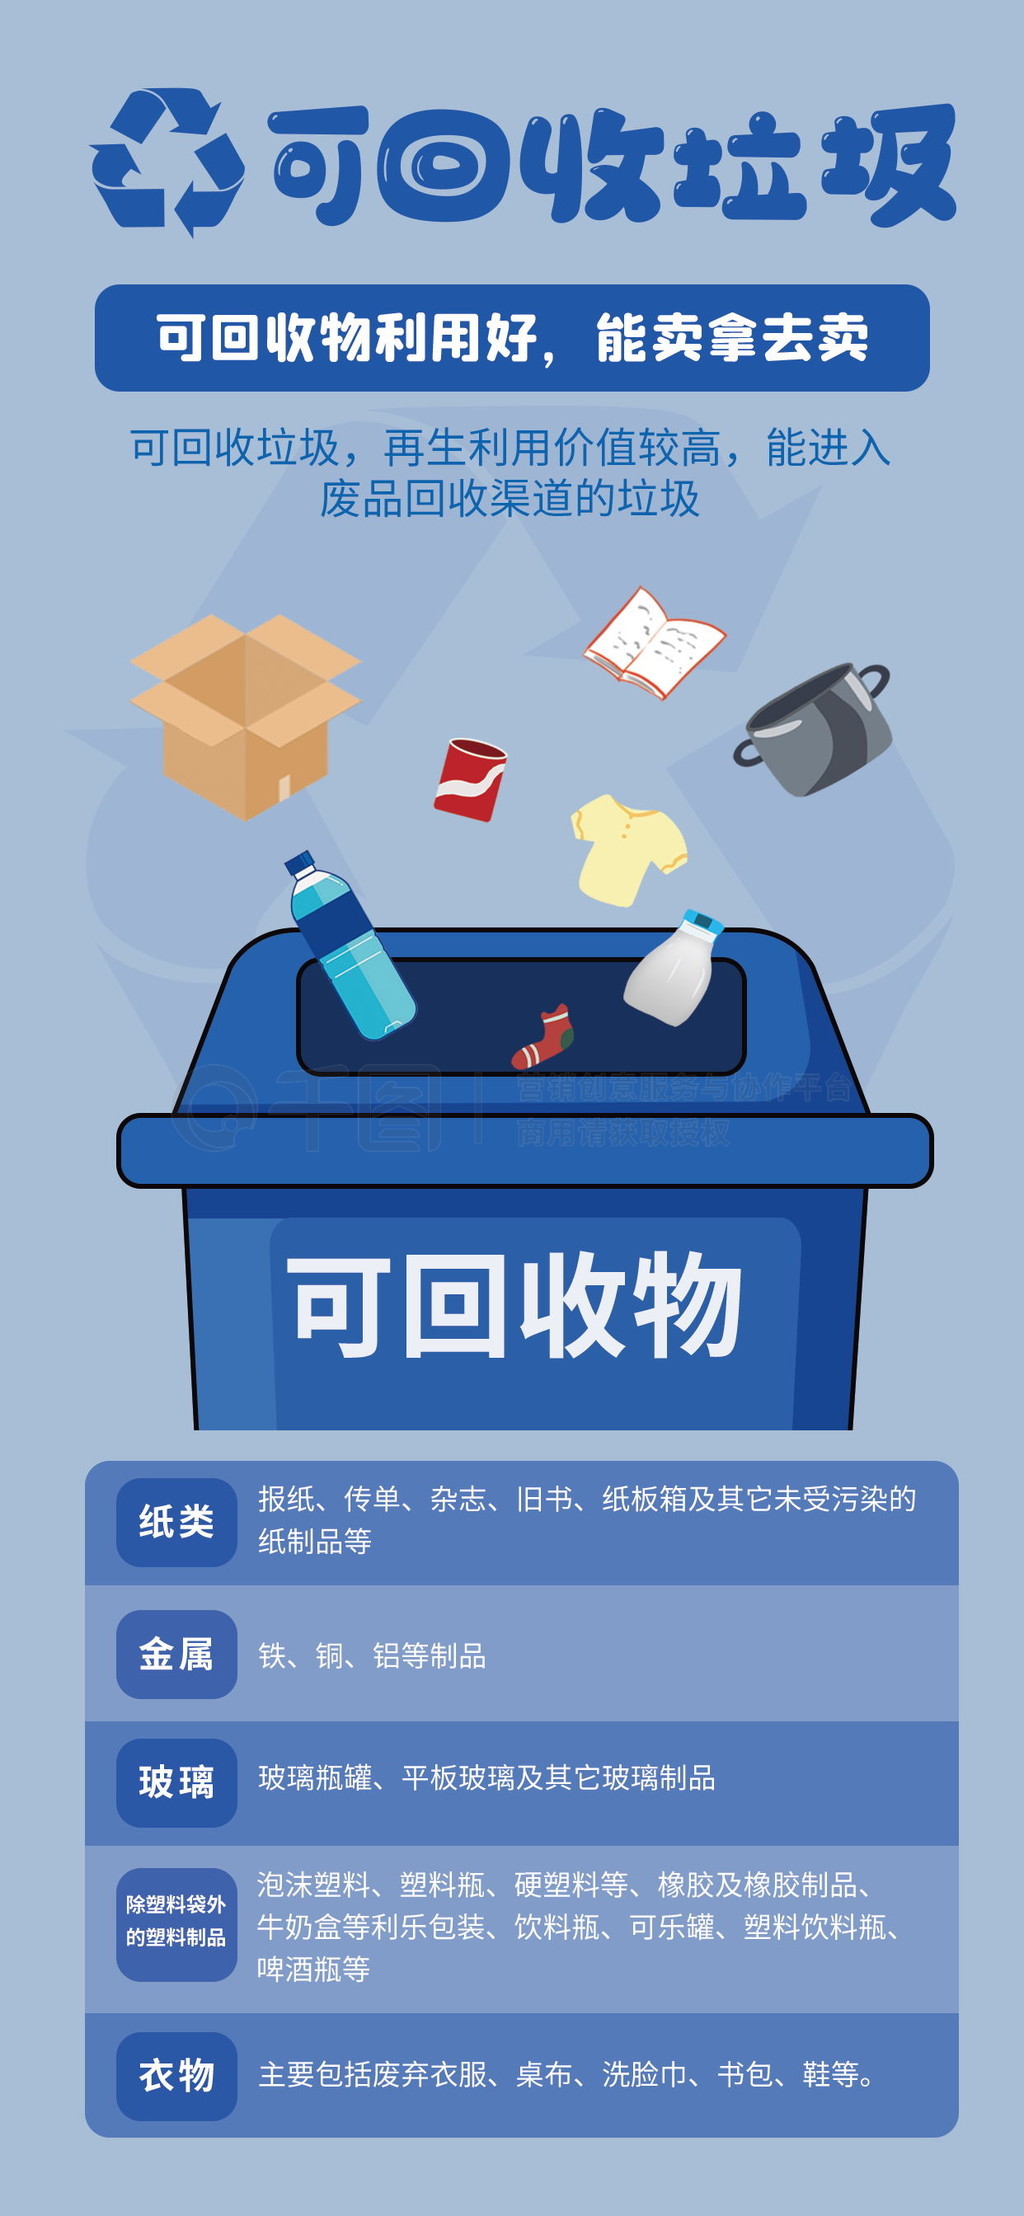 可回收垃圾
可回收物利用好，能卖拿去卖
可回收垃圾，再生利用价值较高，能进入
废品回收渠道的垃圾
千图
营销创意服务与协作平台
商用请获取授权
可回收物
纸类
报纸、传单、杂志、旧书、纸板箱及其它未受污染的
纸制品等
金属
铁、铜、铝等制品
玻璃
玻璃瓶罐、平板玻璃及其它玻璃制品
除塑料袋外
的塑料制品
泡沫塑料、塑料瓶、硬塑料等、橡胶及橡胶制品、
牛奶盒等利乐包装、饮料瓶、可乐罐、塑料饮料瓶、
啤酒瓶等
衣物
主要包括废弃衣服、桌布、洗脸巾、书包、鞋等。